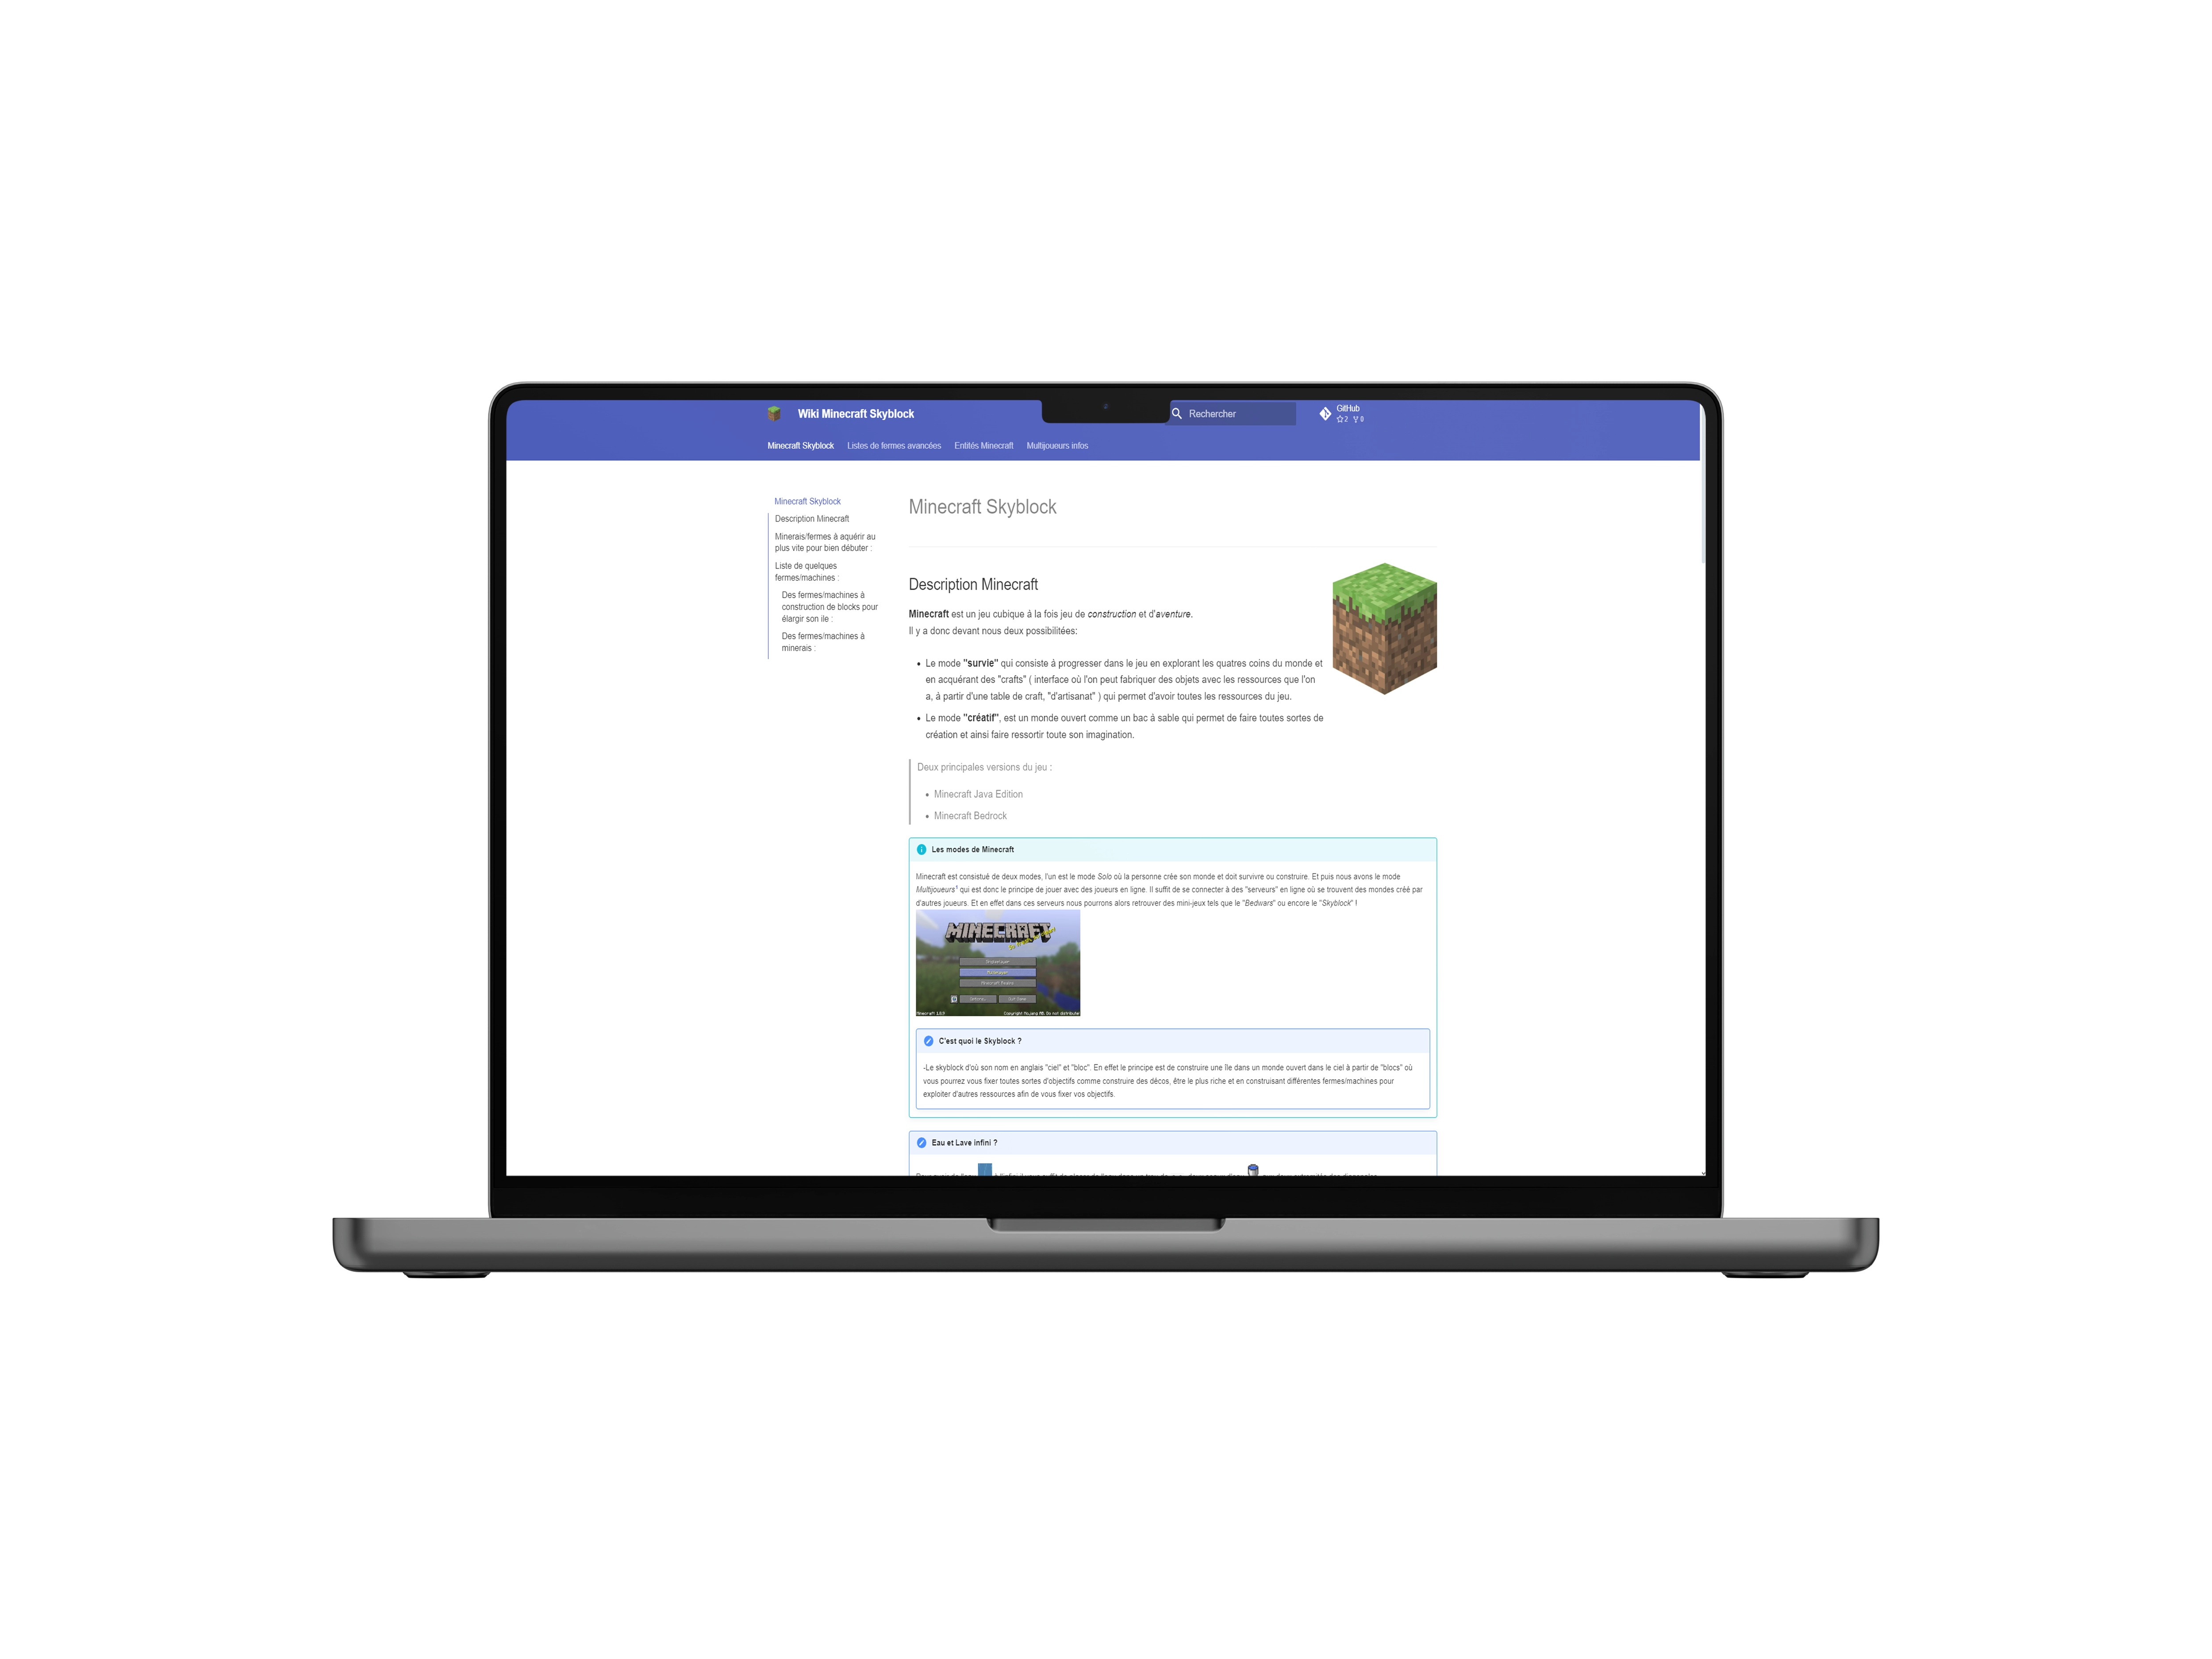 Wiki Minecraft Skyblock
Rechercher
GitHub
2 0
Minecraft Skyblock Listes de fermes avancées Entités Minecraft Multijoueurs infos
Minecraft Skyblock
Description Minecraft
Minerais/fermes à aquérir au
plus vite pour bien débuter :
Liste de quelques
fermes/machines :
Des fermes/machines à
construction de blocks pour
élargir son ile :
Des fermes/machines à
minerais :
Minecraft Skyblock
Description Minecraft
Minecraft est un jeu cubique à la fois jeu de construction et d'aventure.
Il y a donc devant nous deux possibilitées:
• Le mode "survie" qui consiste à progresser dans le jeu en explorant les quatres coins du monde et
en acquérant des "crafts" ( interface où l'on peut fabriquer des objets avec les ressources que l'on
a, à partir d'une table de craft, "d'artisanat" ) qui permet d'avoir toutes les ressources du jeu.
• Le mode "créatif", est un monde ouvert comme un bac à sable qui permet de faire toutes sortes de
création et ainsi faire ressortir toute son imagination.
Deux principales versions du jeu :
• Minecraft Java Edition
• Minecraft Bedrock
Les modes de Minecraft
Minecraft est consistué de deux modes, l'un est le mode Solo où la personne crée son monde et doit survivre ou construire. Et puis nous avons le mode
Multijoueurs qui est donc le principe de jouer avec des joueurs en ligne. Il suffit de se connecter à des "serveurs" en ligne où se trouvent des mondes créé par
d'autres joueurs. Et en effet dans ces serveurs nous pourrons alors retrouver des mini-jeux tels que le "Bedwars" ou encore le "Skyblock" !
MINECRAFT
Singleplayer
Multiplayer
Minecraft Realms
Options... Quit Game
Minecraft 1.8.9 Copyright Mojang AB. Do not distribute!
C'est quoi le Skyblock ?
-Le skyblock d'où son nom en anglais "ciel" et "bloc". En effet le principe est de construire une île dans un monde ouvert dans le ciel à partir de "blocs" où
vous pourrez vous fixer toutes sortes d'objectifs comme construire des décos, être le plus riche et en construisant différentes fermes/machines pour
exploiter d'autres ressources afin de vous fixer vos objectifs.
Eau et Lave infini ?